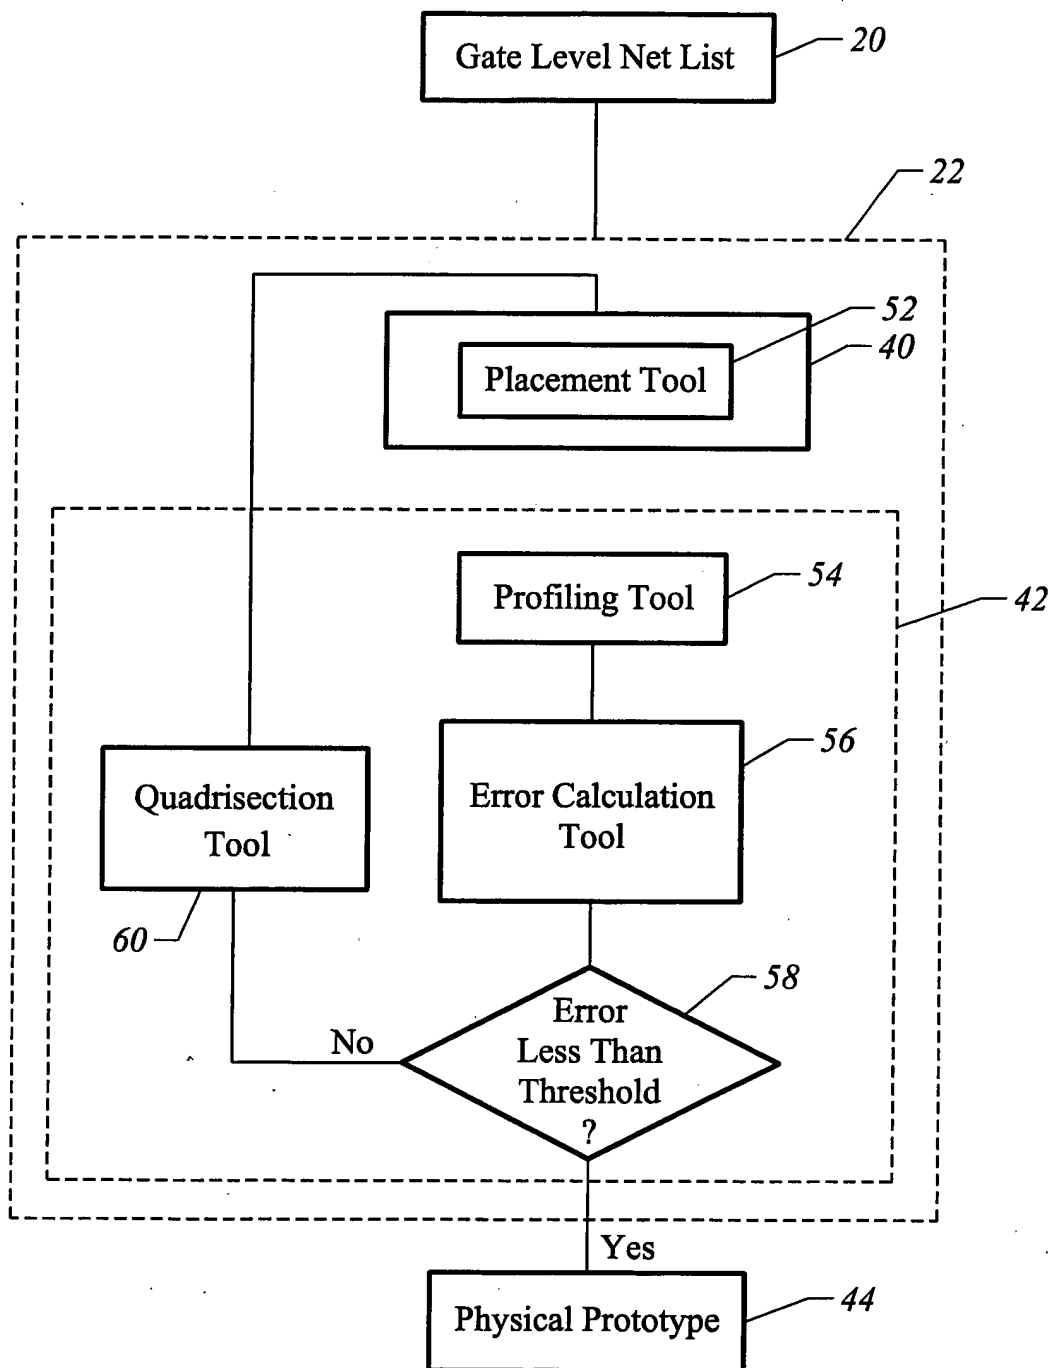 Gate Level Net List
20
22
52
40
Placement Tool
Profiling Tool
54
42
Quadrisection
Tool
60
Error Calculation
Tool
56
58
Error
Less Than
Threshold
?
No
Yes
Physical Prototype
44